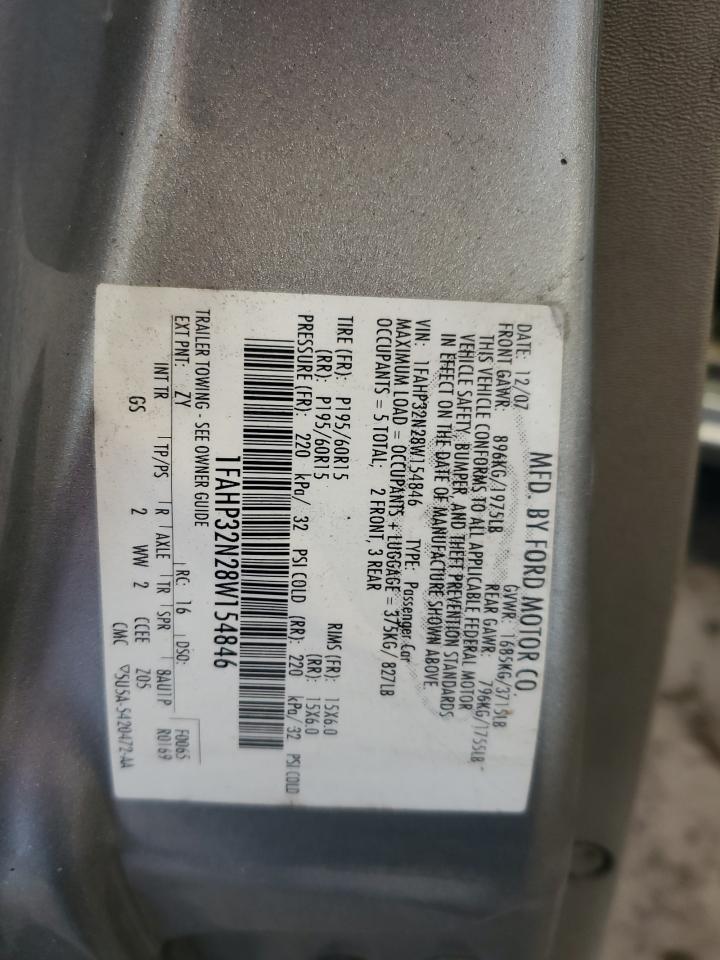 MFD. BY FORD MOTOR CO.
DATE: 12/07 GVWR: 1685KG/3715LB
FRONT GAWR: 896KG/1975LB REAR GAWR: 796KG/1755LB
THIS VEHICLE CONFORMS TO ALL APPLICABLE FEDERAL MOTOR
VEHICLE SAFETY, BUMPER, AND THEFT PREVENTION STANDARDS
IN EFFECT ON THE DATE OF MANUFACTURE SHOWN ABOVE.
VIN: 1FAHP32N28W154846 TYPE: Passenger Car
MAXIMUM LOAD = OCCUPANTS + LUGGAGE = 375KG/827LB
OCCUPANTS = 5 TOTAL; 2 FRONT, 3 REAR
TIRE (FR): P195/60R15 RIMS (FR): 15X6.0
(RR): P195/60R15 (RR): 15X6.0
PRESSURE (FR): 220 kPa/ 32 PSI COLD (RR): 220 kPa/ 32 PSI COLD
1FAHP32N28W154846
TRAILER TOWING - SEE OWNER GUIDE
EXT PNT: ZY RC: 16 DSO: F0065
R0169
INT TR TP/PS R AXLE TR SPR 8AU1P
GS 2 WW 2 CCEE Z05
CMC ▽5U5A-5420472-AA